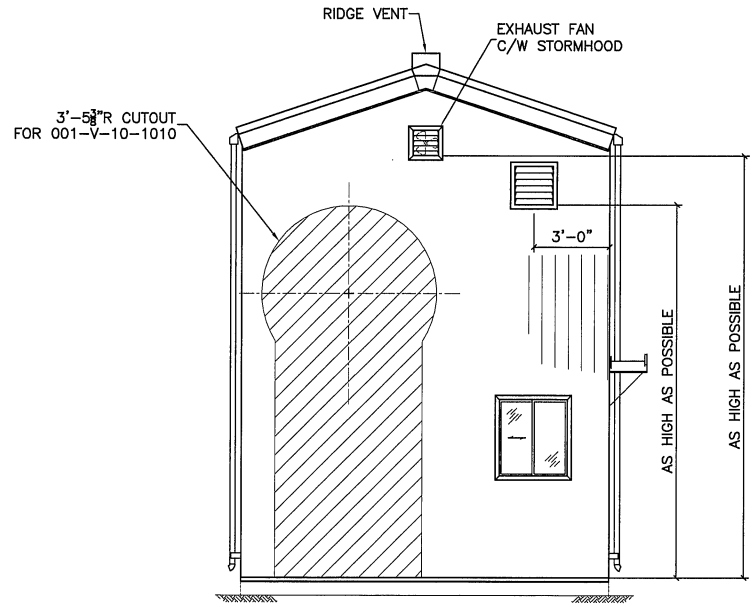 RIDGE VENT
EXHAUST FAN
C/W STORMHOOD
3'-5⅜"R CUTOUT
FOR 001-V-10-1010
3'-0"
AS HIGH AS POSSIBLE
AS HIGH AS POSSIBLE